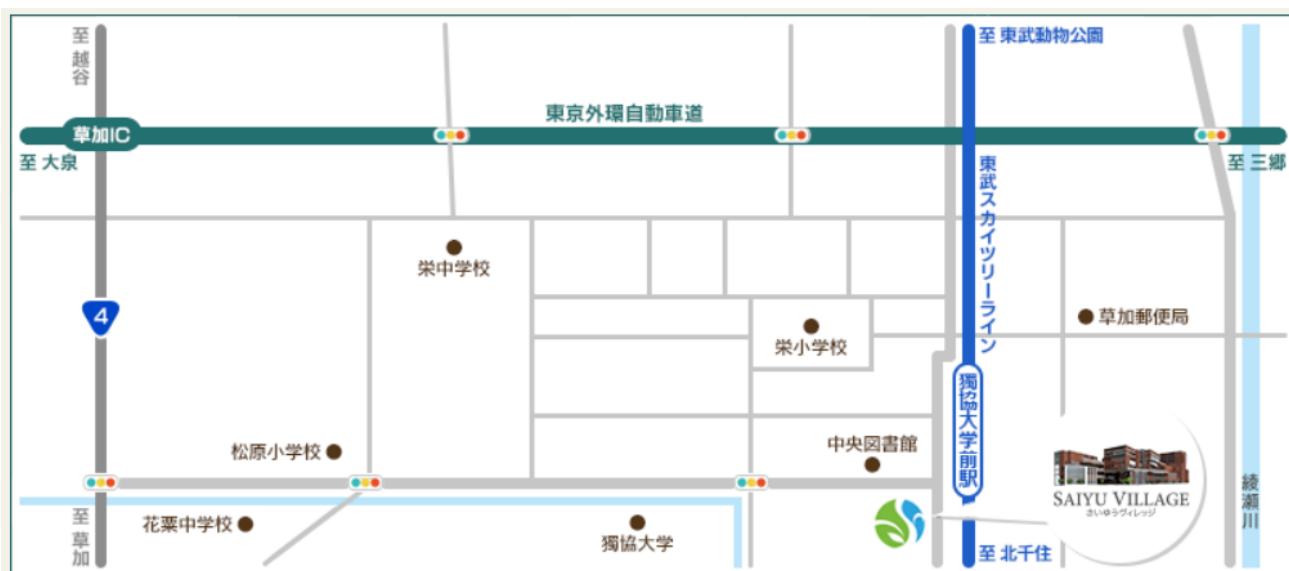 至越谷
至 東武動物公園
東京外環自動車道
草加IC
至 大泉
至 三郷
東武スカイツリーライン
栄中学校
4
草加郵便局
栄小学校
獨協大学前駅
松原小学校
中央図書館
SAIYU VILLAGE
さいゆうヴィレッジ
綾瀬川
至草加
花栗中学校
獨協大学
至 北千住